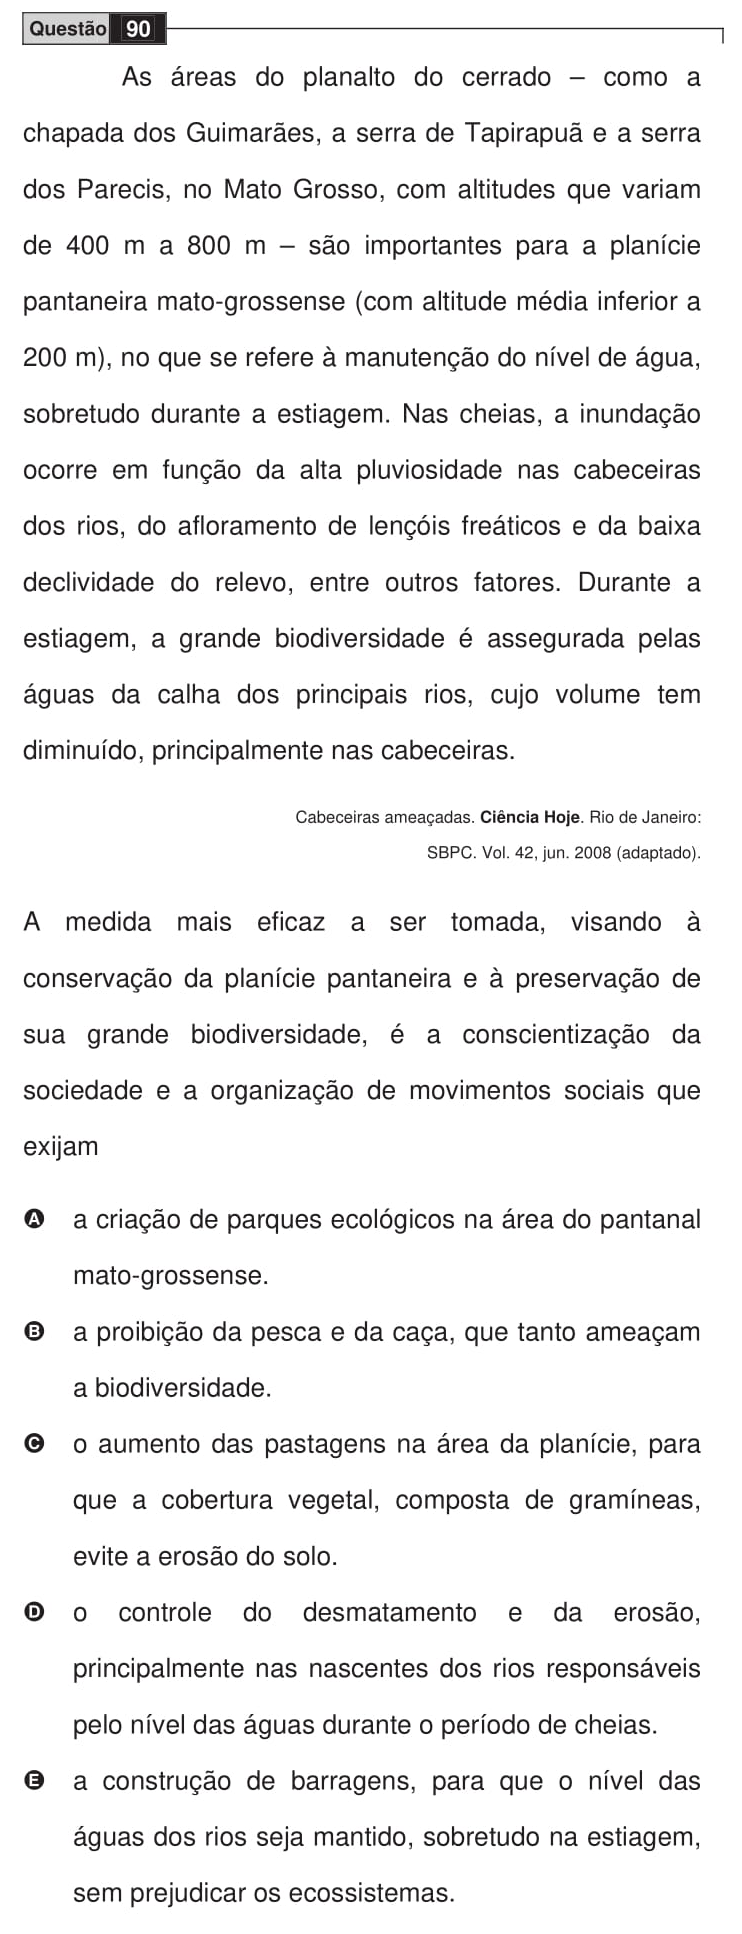 Questão 90
As áreas do planalto do cerrado – como a
chapada dos Guimarães, a serra de Tapirapuã e a serra
dos Parecis, no Mato Grosso, com altitudes que variam
de 400 m a 800 m – são importantes para a planície
pantaneira mato-grossense (com altitude média inferior a
200 m), no que se refere à manutenção do nível de água,
sobretudo durante a estiagem. Nas cheias, a inundação
ocorre em função da alta pluviosidade nas cabeceiras
dos rios, do afloramento de lençóis freáticos e da baixa
declividade do relevo, entre outros fatores. Durante a
estiagem, a grande biodiversidade é assegurada pelas
águas da calha dos principais rios, cujo volume tem
diminuído, principalmente nas cabeceiras.
Cabeceiras ameaçadas. Ciência Hoje. Rio de Janeiro:
SBPC. Vol. 42, jun. 2008 (adaptado).
A medida mais eficaz a ser tomada, visando à
conservação da planície pantaneira e à preservação de
sua grande biodiversidade, é a conscientização da
sociedade e a organização de movimentos sociais que
exijam
A a criação de parques ecológicos na área do pantanal
mato-grossense.
B a proibição da pesca e da caça, que tanto ameaçam
a biodiversidade.
C o aumento das pastagens na área da planície, para
que a cobertura vegetal, composta de gramíneas,
evite a erosão do solo.
D o controle do desmatamento e da erosão,
principalmente nas nascentes dos rios responsáveis
pelo nível das águas durante o período de cheias.
E a construção de barragens, para que o nível das
águas dos rios seja mantido, sobretudo na estiagem,
sem prejudicar os ecossistemas.